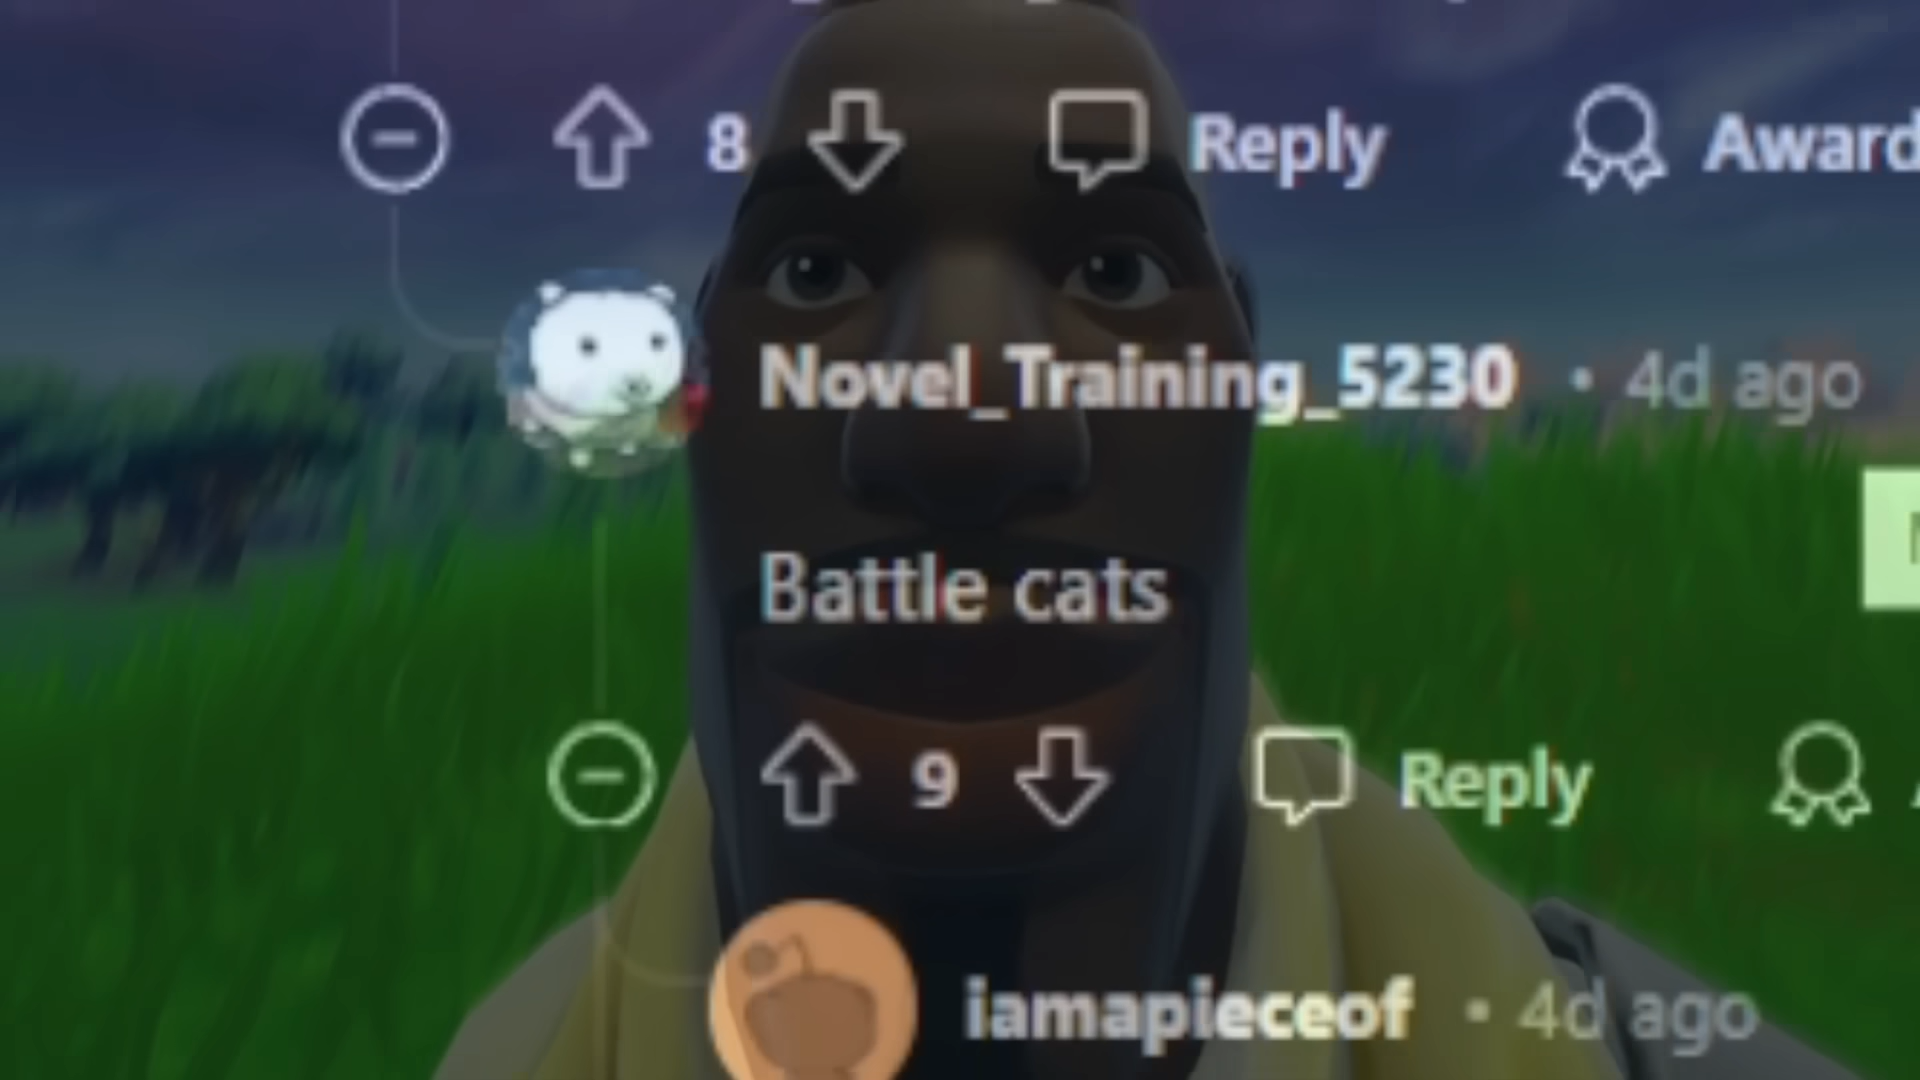 8 Reply Award
Novel_Training_5230 • 4d ago
Battle cats
9 Reply
iamapieceof • 4d ago